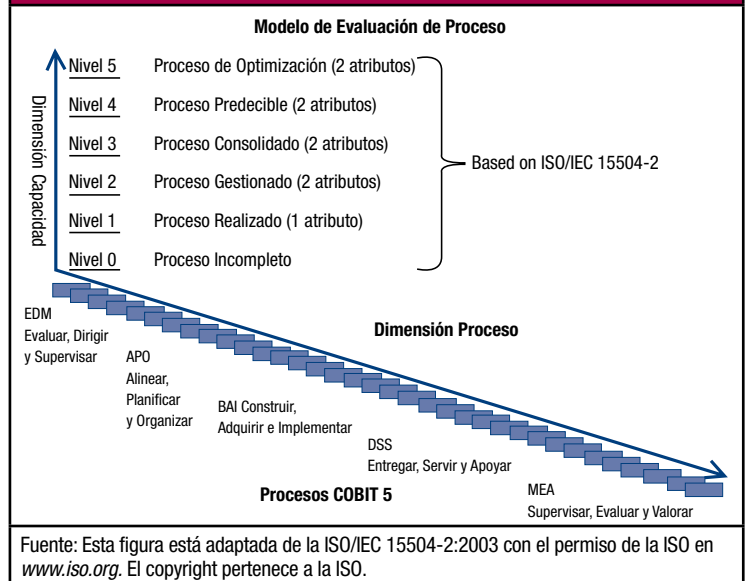 Modelo de Evaluación de Proceso
Dimensión Capacidad
Nivel 5 Proceso de Optimización (2 atributos)
Nivel 4 Proceso Predecible (2 atributos)
Nivel 3 Proceso Consolidado (2 atributos)
Nivel 2 Proceso Gestionado (2 atributos)
Nivel 1 Proceso Realizado (1 atributo)
Nivel 0 Proceso Incompleto
Based on ISO/IEC 15504-2
Dimensión Proceso
EDM
Evaluar, Dirigir
y Supervisar
APO
Alinear,
Planificar
y Organizar
BAI Construir,
Adquirir e Implementar
DSS
Entregar, Servir y Apoyar
MEA
Supervisar, Evaluar y Valorar
Procesos COBIT 5
Fuente: Esta figura está adaptada de la ISO/IEC 15504-2:2003 con el permiso de la ISO en
www.iso.org. El copyright pertenece a la ISO.